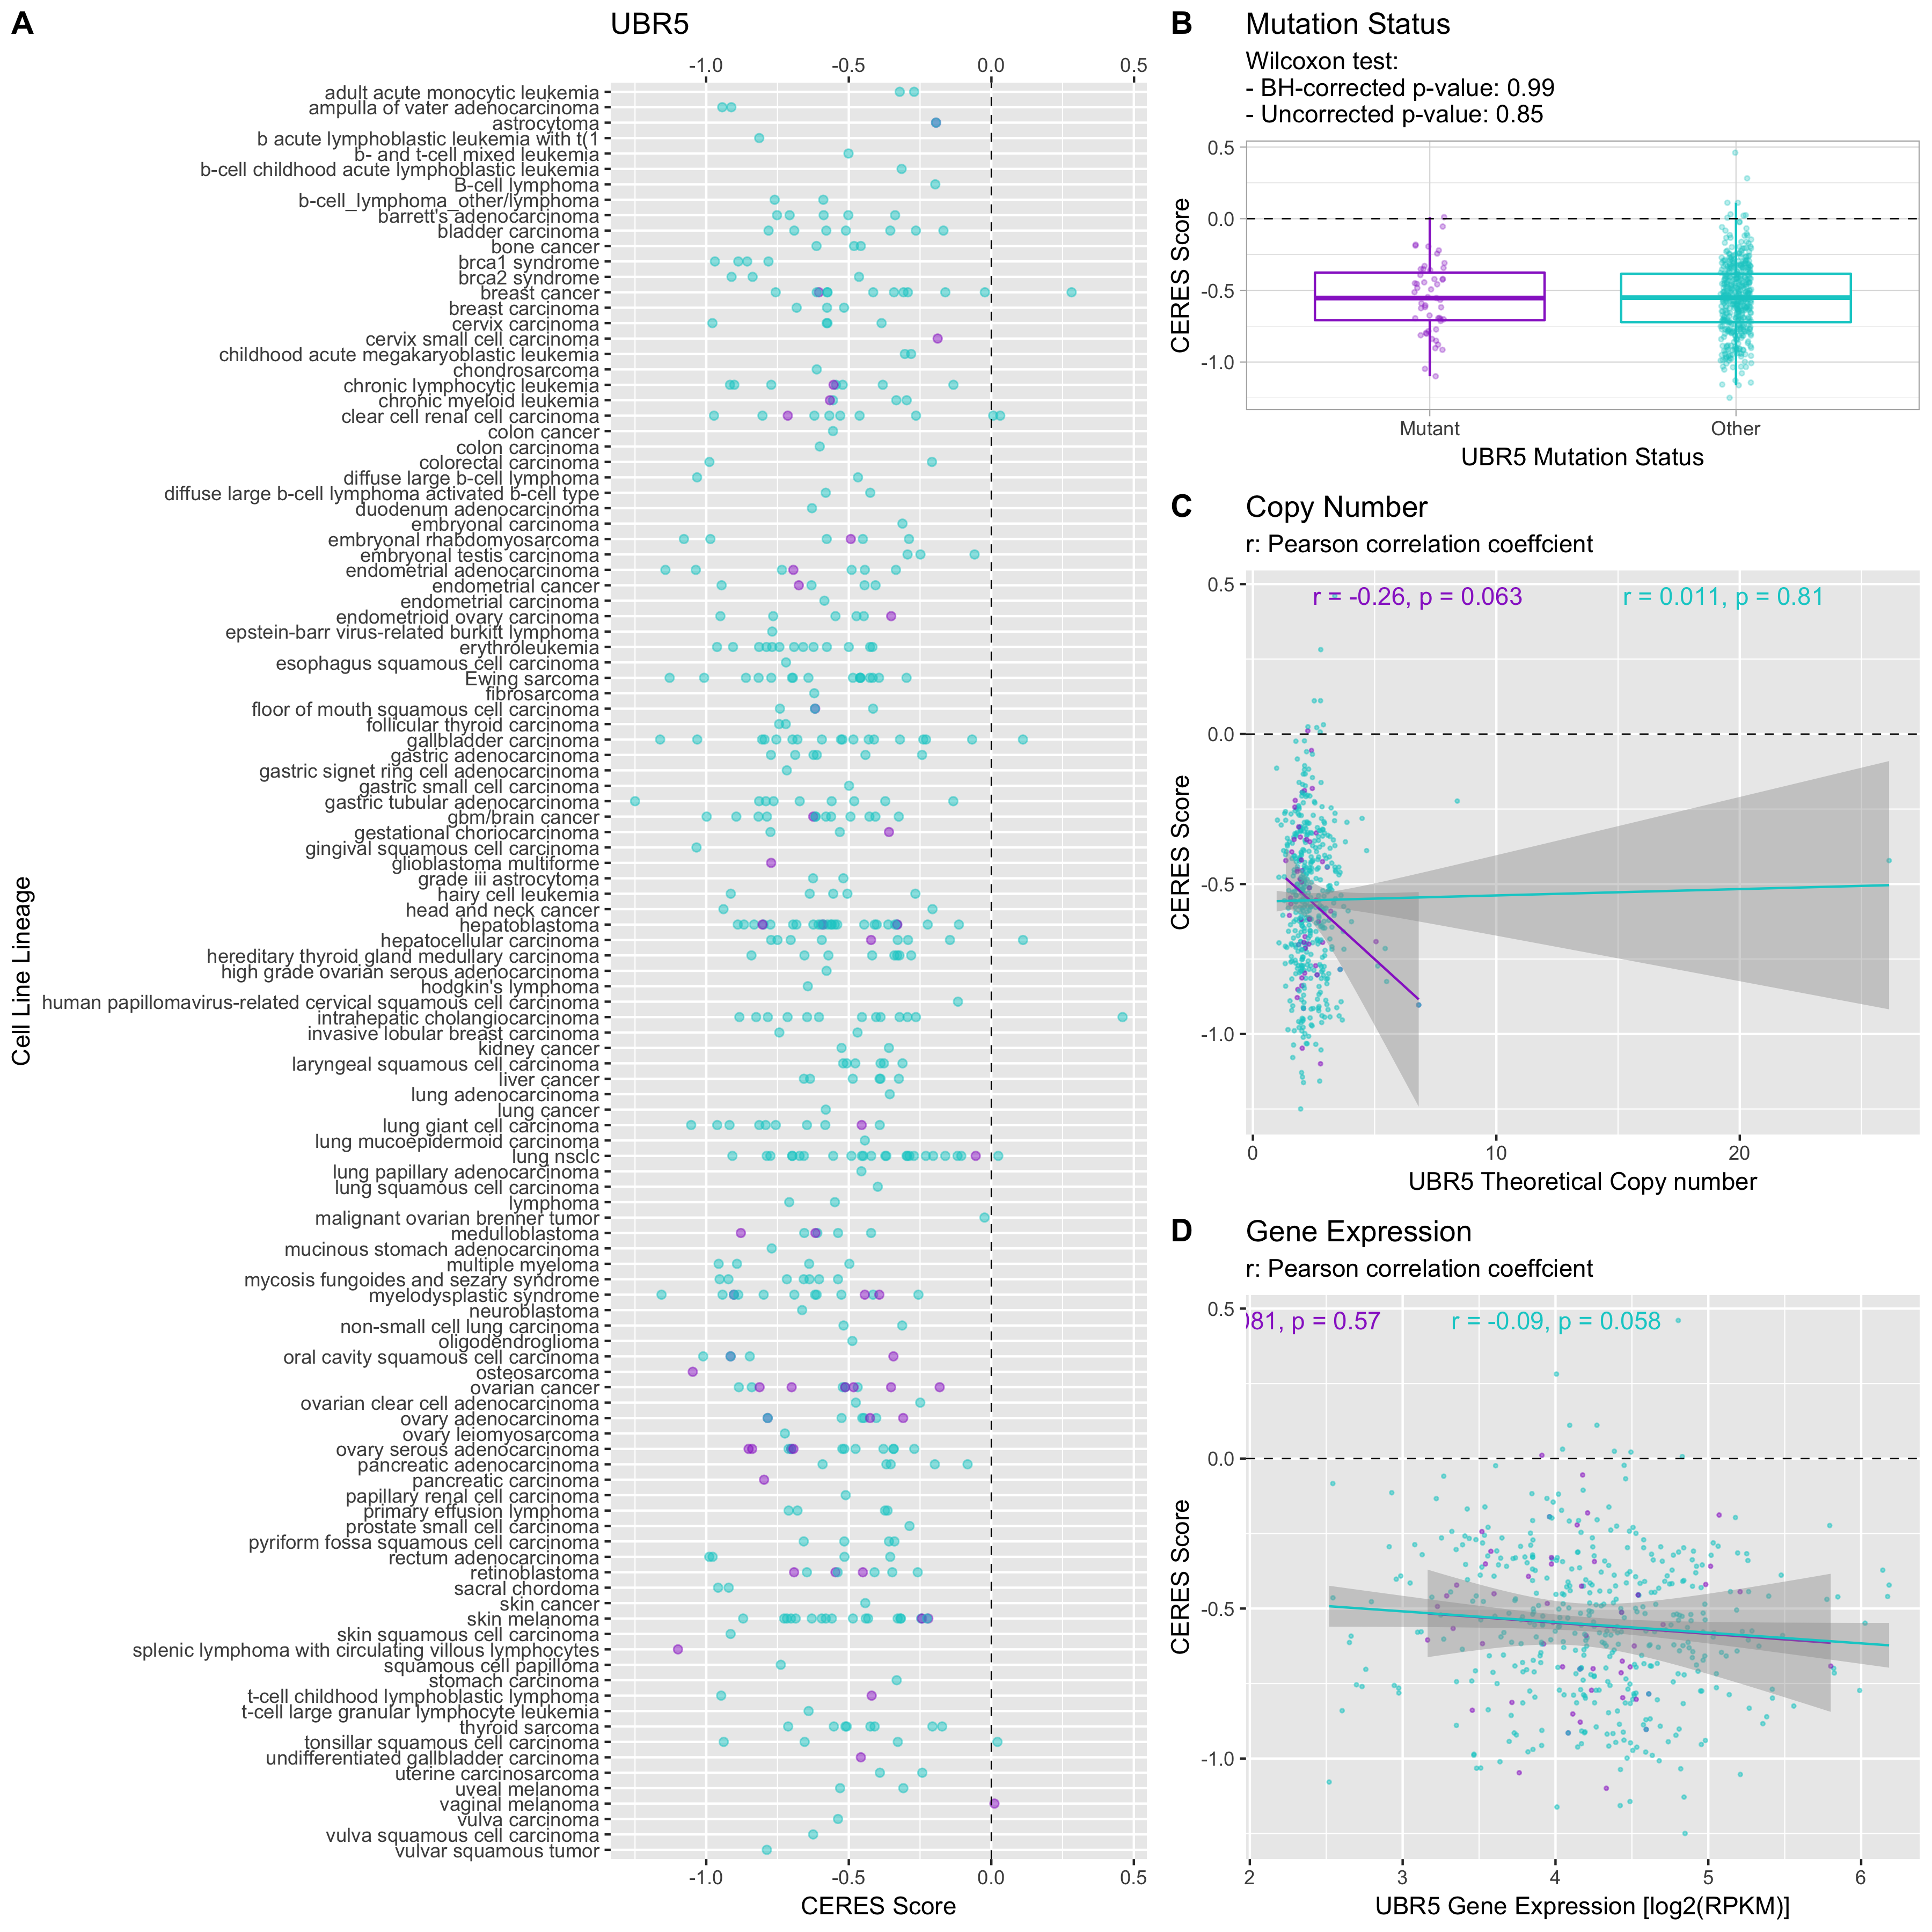 A
UBR5
-1.0
-0.5
0.0
0.5
adult acute monocytic leukemia
ampulla of vater adenocarcinoma
astrocytoma
b acute lymphoblastic leukemia with t(1
b- and t-cell mixed leukemia
b-cell childhood acute lymphoblastic leukemia
B-cell lymphoma
b-cell_lymphoma_other/lymphoma
barrett's adenocarcinoma
bladder carcinoma
bone cancer
brca1 syndrome
brca2 syndrome
breast cancer
breast carcinoma
cervix carcinoma
cervix small cell carcinoma
childhood acute megakaryoblastic leukemia
chondrosarcoma
chronic lymphocytic leukemia
chronic myeloid leukemia
clear cell renal cell carcinoma
colon cancer
colon carcinoma
colorectal carcinoma
diffuse large b-cell lymphoma
diffuse large b-cell lymphoma activated b-cell type
duodenum adenocarcinoma
embryonal carcinoma
embryonal rhabdomyosarcoma
embryonal testis carcinoma
endometrial adenocarcinoma
endometrial cancer
endometrial carcinoma
endometrioid ovary carcinoma
epstein-barr virus-related burkitt lymphoma
erythroleukemia
esophagus squamous cell carcinoma
Ewing sarcoma
fibrosarcoma
floor of mouth squamous cell carcinoma
follicular thyroid carcinoma
gallbladder carcinoma
gastric adenocarcinoma
gastric signet ring cell adenocarcinoma
gastric small cell carcinoma
gastric tubular adenocarcinoma
gbm/brain cancer
gestational choriocarcinoma
gingival squamous cell carcinoma
glioblastoma multiforme
grade iii astrocytoma
hairy cell leukemia
head and neck cancer
hepatoblastoma
hepatocellular carcinoma
hereditary thyroid gland medullary carcinoma
high grade ovarian serous adenocarcinoma
hodgkin's lymphoma
human papillomavirus-related cervical squamous cell carcinoma
intrahepatic cholangiocarcinoma
invasive lobular breast carcinoma
kidney cancer
laryngeal squamous cell carcinoma
liver cancer
lung adenocarcinoma
lung cancer
lung giant cell carcinoma
lung mucoepidermoid carcinoma
lung nsclc
lung papillary adenocarcinoma
lung squamous cell carcinoma
lymphoma
malignant ovarian brenner tumor
medulloblastoma
mucinous stomach adenocarcinoma
multiple myeloma
mycosis fungoides and sezary syndrome
myelodysplastic syndrome
neuroblastoma
non-small cell lung carcinoma
oligodendroglioma
oral cavity squamous cell carcinoma
osteosarcoma
ovarian cancer
ovarian clear cell adenocarcinoma
ovary adenocarcinoma
ovary leiomyosarcoma
ovary serous adenocarcinoma
pancreatic adenocarcinoma
pancreatic carcinoma
papillary renal cell carcinoma
primary effusion lymphoma
prostate small cell carcinoma
pyriform fossa squamous cell carcinoma
rectum adenocarcinoma
retinoblastoma
sacral chordoma
skin cancer
skin melanoma
skin squamous cell carcinoma
splenic lymphoma with circulating villous lymphocytes
squamous cell papilloma
stomach carcinoma
t-cell childhood lymphoblastic lymphoma
t-cell large granular lymphocyte leukemia
thyroid sarcoma
tonsillar squamous cell carcinoma
undifferentiated gallbladder carcinoma
uterine carcinosarcoma
uveal melanoma
vaginal melanoma
vulva carcinoma
vulva squamous cell carcinoma
vulvar squamous tumor
Cell Line Lineage
-1.0
-0.5
0.0
0.5
CERES Score
B
Mutation Status
Wilcoxon test:
- BH-corrected p-value: 0.99
- Uncorrected p-value: 0.85
0.5
0.0
-0.5
-1.0
CERES Score
Mutant
Other
UBR5 Mutation Status
C
Copy Number
r: Pearson correlation coeffcient
r = -0.26, p = 0.063
r = 0.011, p = 0.81
0.5
0.0
-0.5
-1.0
CERES Score
0
10
20
UBR5 Theoretical Copy number
D
Gene Expression
r: Pearson correlation coeffcient
081, p = 0.57
r = -0.09, p = 0.058
0.5
0.0
-0.5
-1.0
CERES Score
2
3
4
5
6
UBR5 Gene Expression [log2(RPKM)]